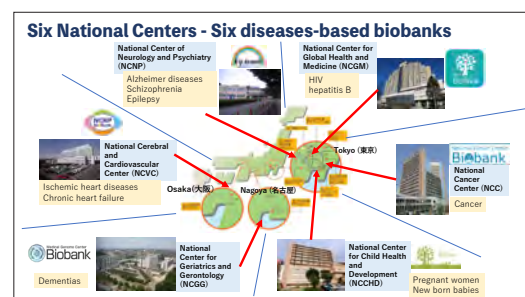 Six National Centers - Six diseases-based biobanks
National Center of
Neurology and Psychiatry
(NCNP)
Alzheimer diseases
Schizophrenia
Epilepsy
National Center for
Global Health and
Medicine (NCGM)
HIV
hepatitis B
National Cerebral
and
Cardiovascular
Center (NCVC)
Ischemic heart diseases
Chronic heart failure
Tokyo (東京)
Osaka(大阪)
Nagoya (名古屋)
Biobank
National
Cancer
Center (NCC)
Cancer
Biobank
Dementias
National
Center for
Geriatrics and
Gerontology
(NCGG)
National Center
for Child Health
and
Development
(NCCHD)
Pregnant women
New born babies